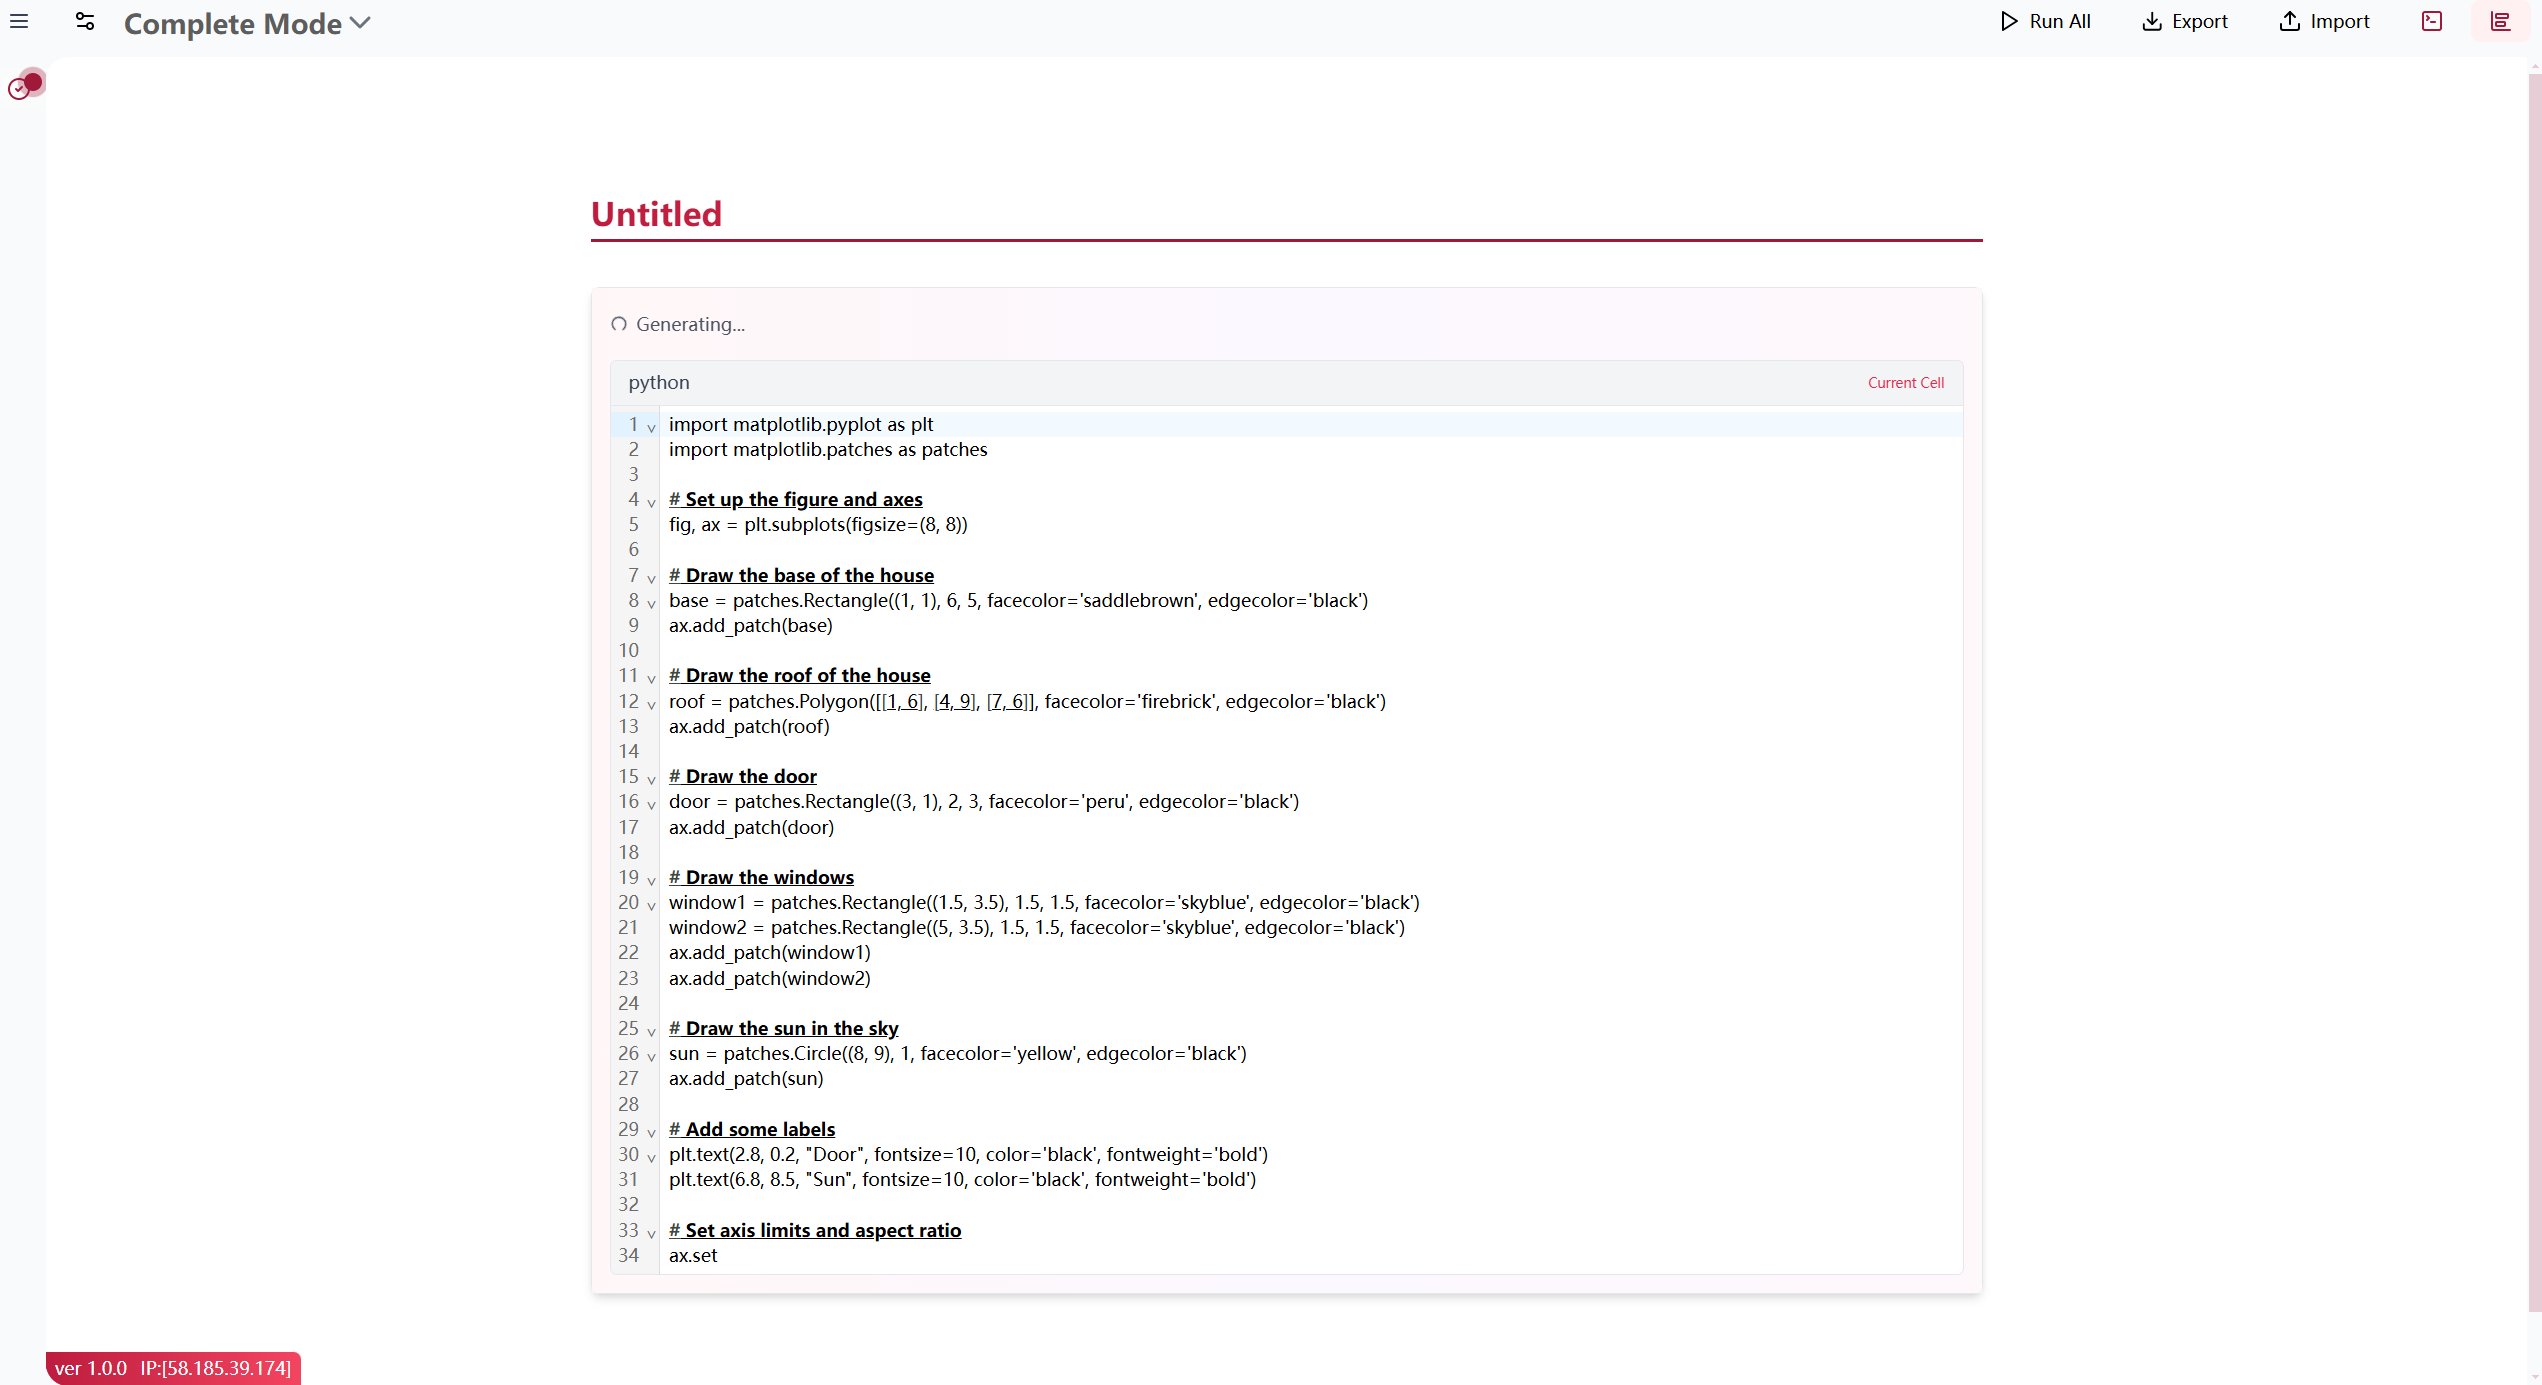 Complete Mode
Run All
Export
Import
Untitled
Generating...
python
Current Cell
1 import matplotlib.pyplot as plt
2 import matplotlib.patches as patches
3
4 # Set up the figure and axes
5 fig, ax = plt.subplots(figsize=(8, 8))
6
7 # Draw the base of the house
8 base = patches.Rectangle((1, 1), 6, 5, facecolor='saddlebrown', edgecolor='black')
9 ax.add_patch(base)
10
11 # Draw the roof of the house
12 roof = patches.Polygon([[1, 6], [4, 9], [7, 6]], facecolor='firebrick', edgecolor='black')
13 ax.add_patch(roof)
14
15 # Draw the door
16 door = patches.Rectangle((3, 1), 2, 3, facecolor='peru', edgecolor='black')
17 ax.add_patch(door)
18
19 # Draw the windows
20 window1 = patches.Rectangle((1.5, 3.5), 1.5, 1.5, facecolor='skyblue', edgecolor='black')
21 window2 = patches.Rectangle((5, 3.5), 1.5, 1.5, facecolor='skyblue', edgecolor='black')
22 ax.add_patch(window1)
23 ax.add_patch(window2)
24
25 # Draw the sun in the sky
26 sun = patches.Circle((8, 9), 1, facecolor='yellow', edgecolor='black')
27 ax.add_patch(sun)
28
29 # Add some labels
30 plt.text(2.8, 0.2, "Door", fontsize=10, color='black', fontweight='bold')
31 plt.text(6.8, 8.5, "Sun", fontsize=10, color='black', fontweight='bold')
32
33 # Set axis limits and aspect ratio
34 ax.set
ver 1.0.0 IP:[58.185.39.174]